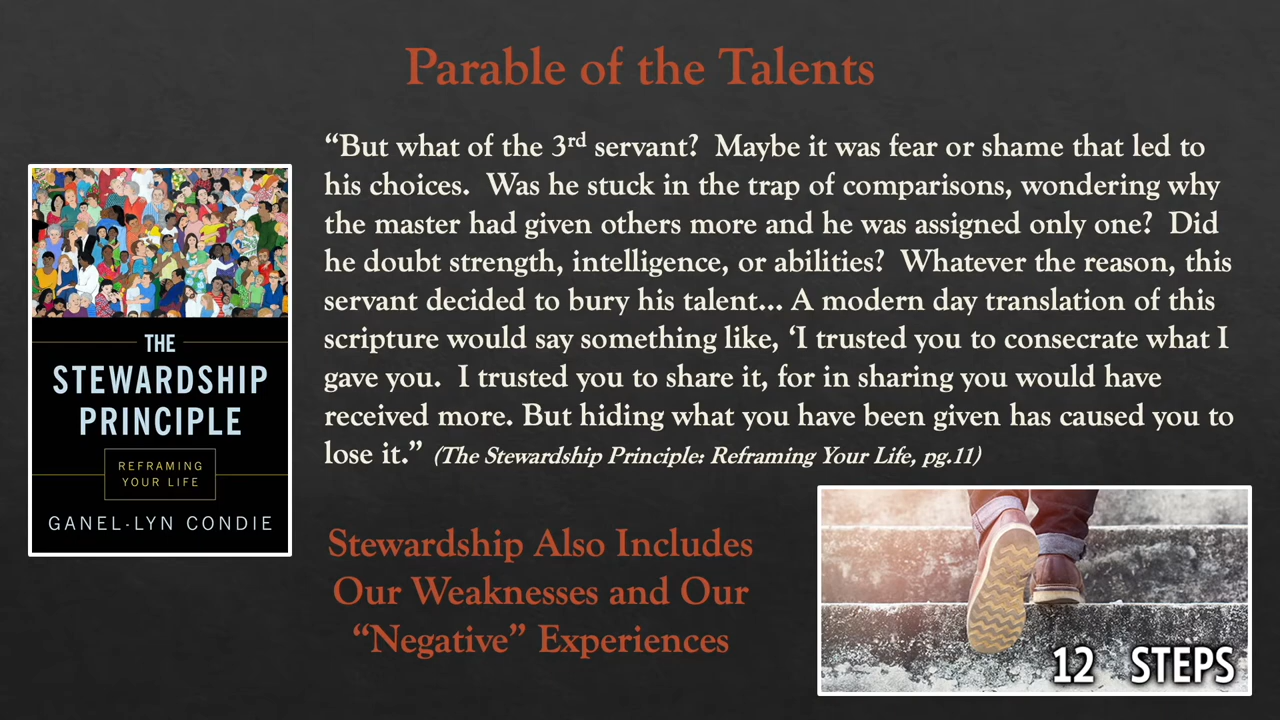 Parable of the Talents
“But what of the 3rd servant?  Maybe it was fear or shame that led to
his choices.  Was he stuck in the trap of comparisons, wondering why
the master had given others more and he was assigned only one?  Did
he doubt strength, intelligence, or abilities?  Whatever the reason, this
servant decided to bury his talent… A modern day translation of this
scripture would say something like, ‘I trusted you to consecrate what I
gave you.  I trusted you to share it, for in sharing you would have
received more. But hiding what you have been given has caused you to
lose it.” (The Stewardship Principle: Reframing Your Life, pg.11)
THE
STEWARDSHIP
PRINCIPLE
REFRAMING
YOUR LIFE
GANEL-LYN CONDIE
Stewardship Also Includes
Our Weaknesses and Our
“Negative” Experiences
12 STEPS